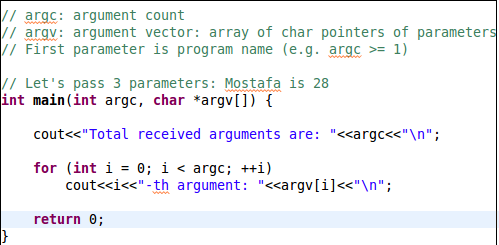 // argc: argument count
// argv: argument vector: array of char pointers of parameters
// First parameter is program name (e.g. argc >= 1)
// Let's pass 3 parameters: Mostafa is 28
int main(int argc, char *argv[]) {
cout<<"Total received arguments are: "<<argc<<"\n";
for (int i = 0; i < argc; ++i)
cout<<i<<"-th argument: "<<argv[i]<<"\n";
return 0;
}